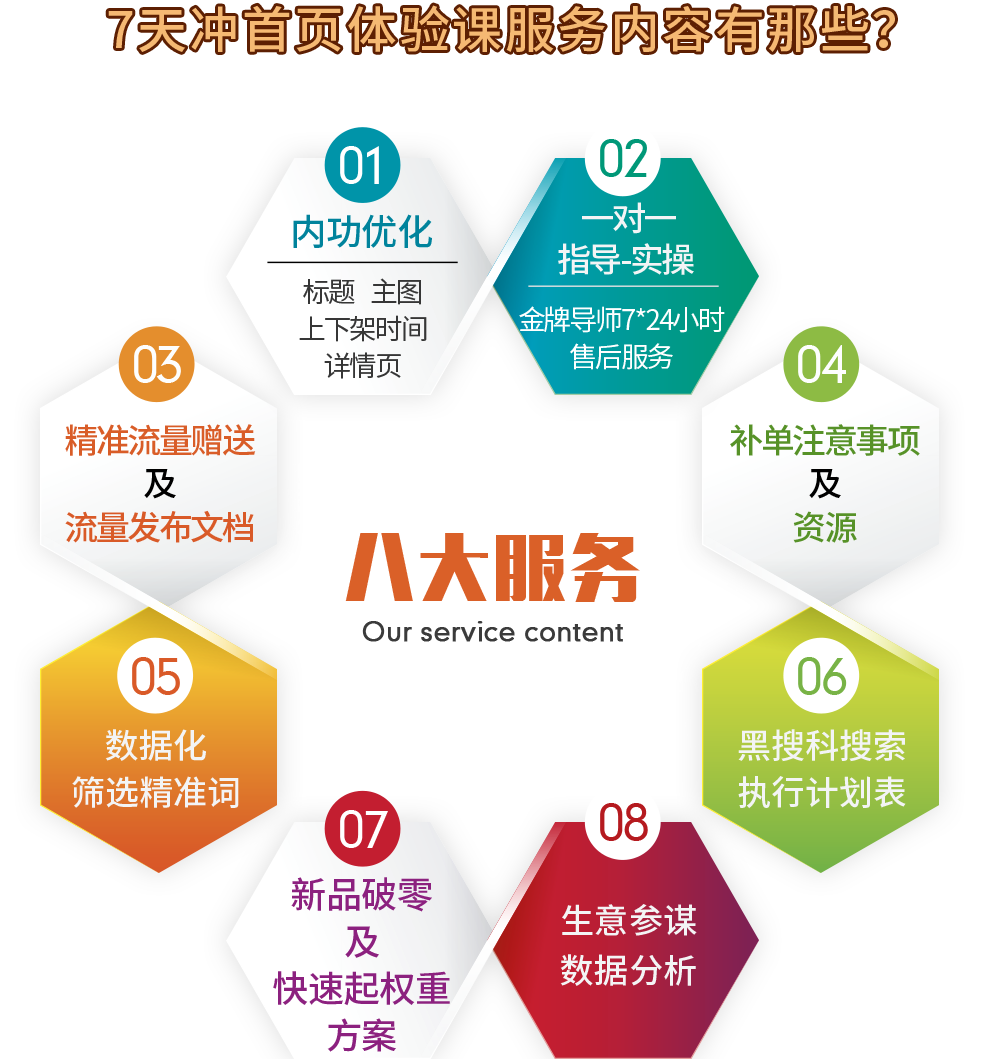 7天冲首页体验课服务内容有那些?
01
内功优化
标题 主图
上下架时间
详情页
02
一对一
指导-实操
金牌导师7*24小时
售后服务
03
精准流量赠送
及
流量发布文档
04
补单注意事项
及
资源
八大服务
Our service content
05
数据化
筛选精准词
06
黑搜科搜索
执行计划表
07
新品破零
及
快速起权重
方案
08
生意参谋
数据分析